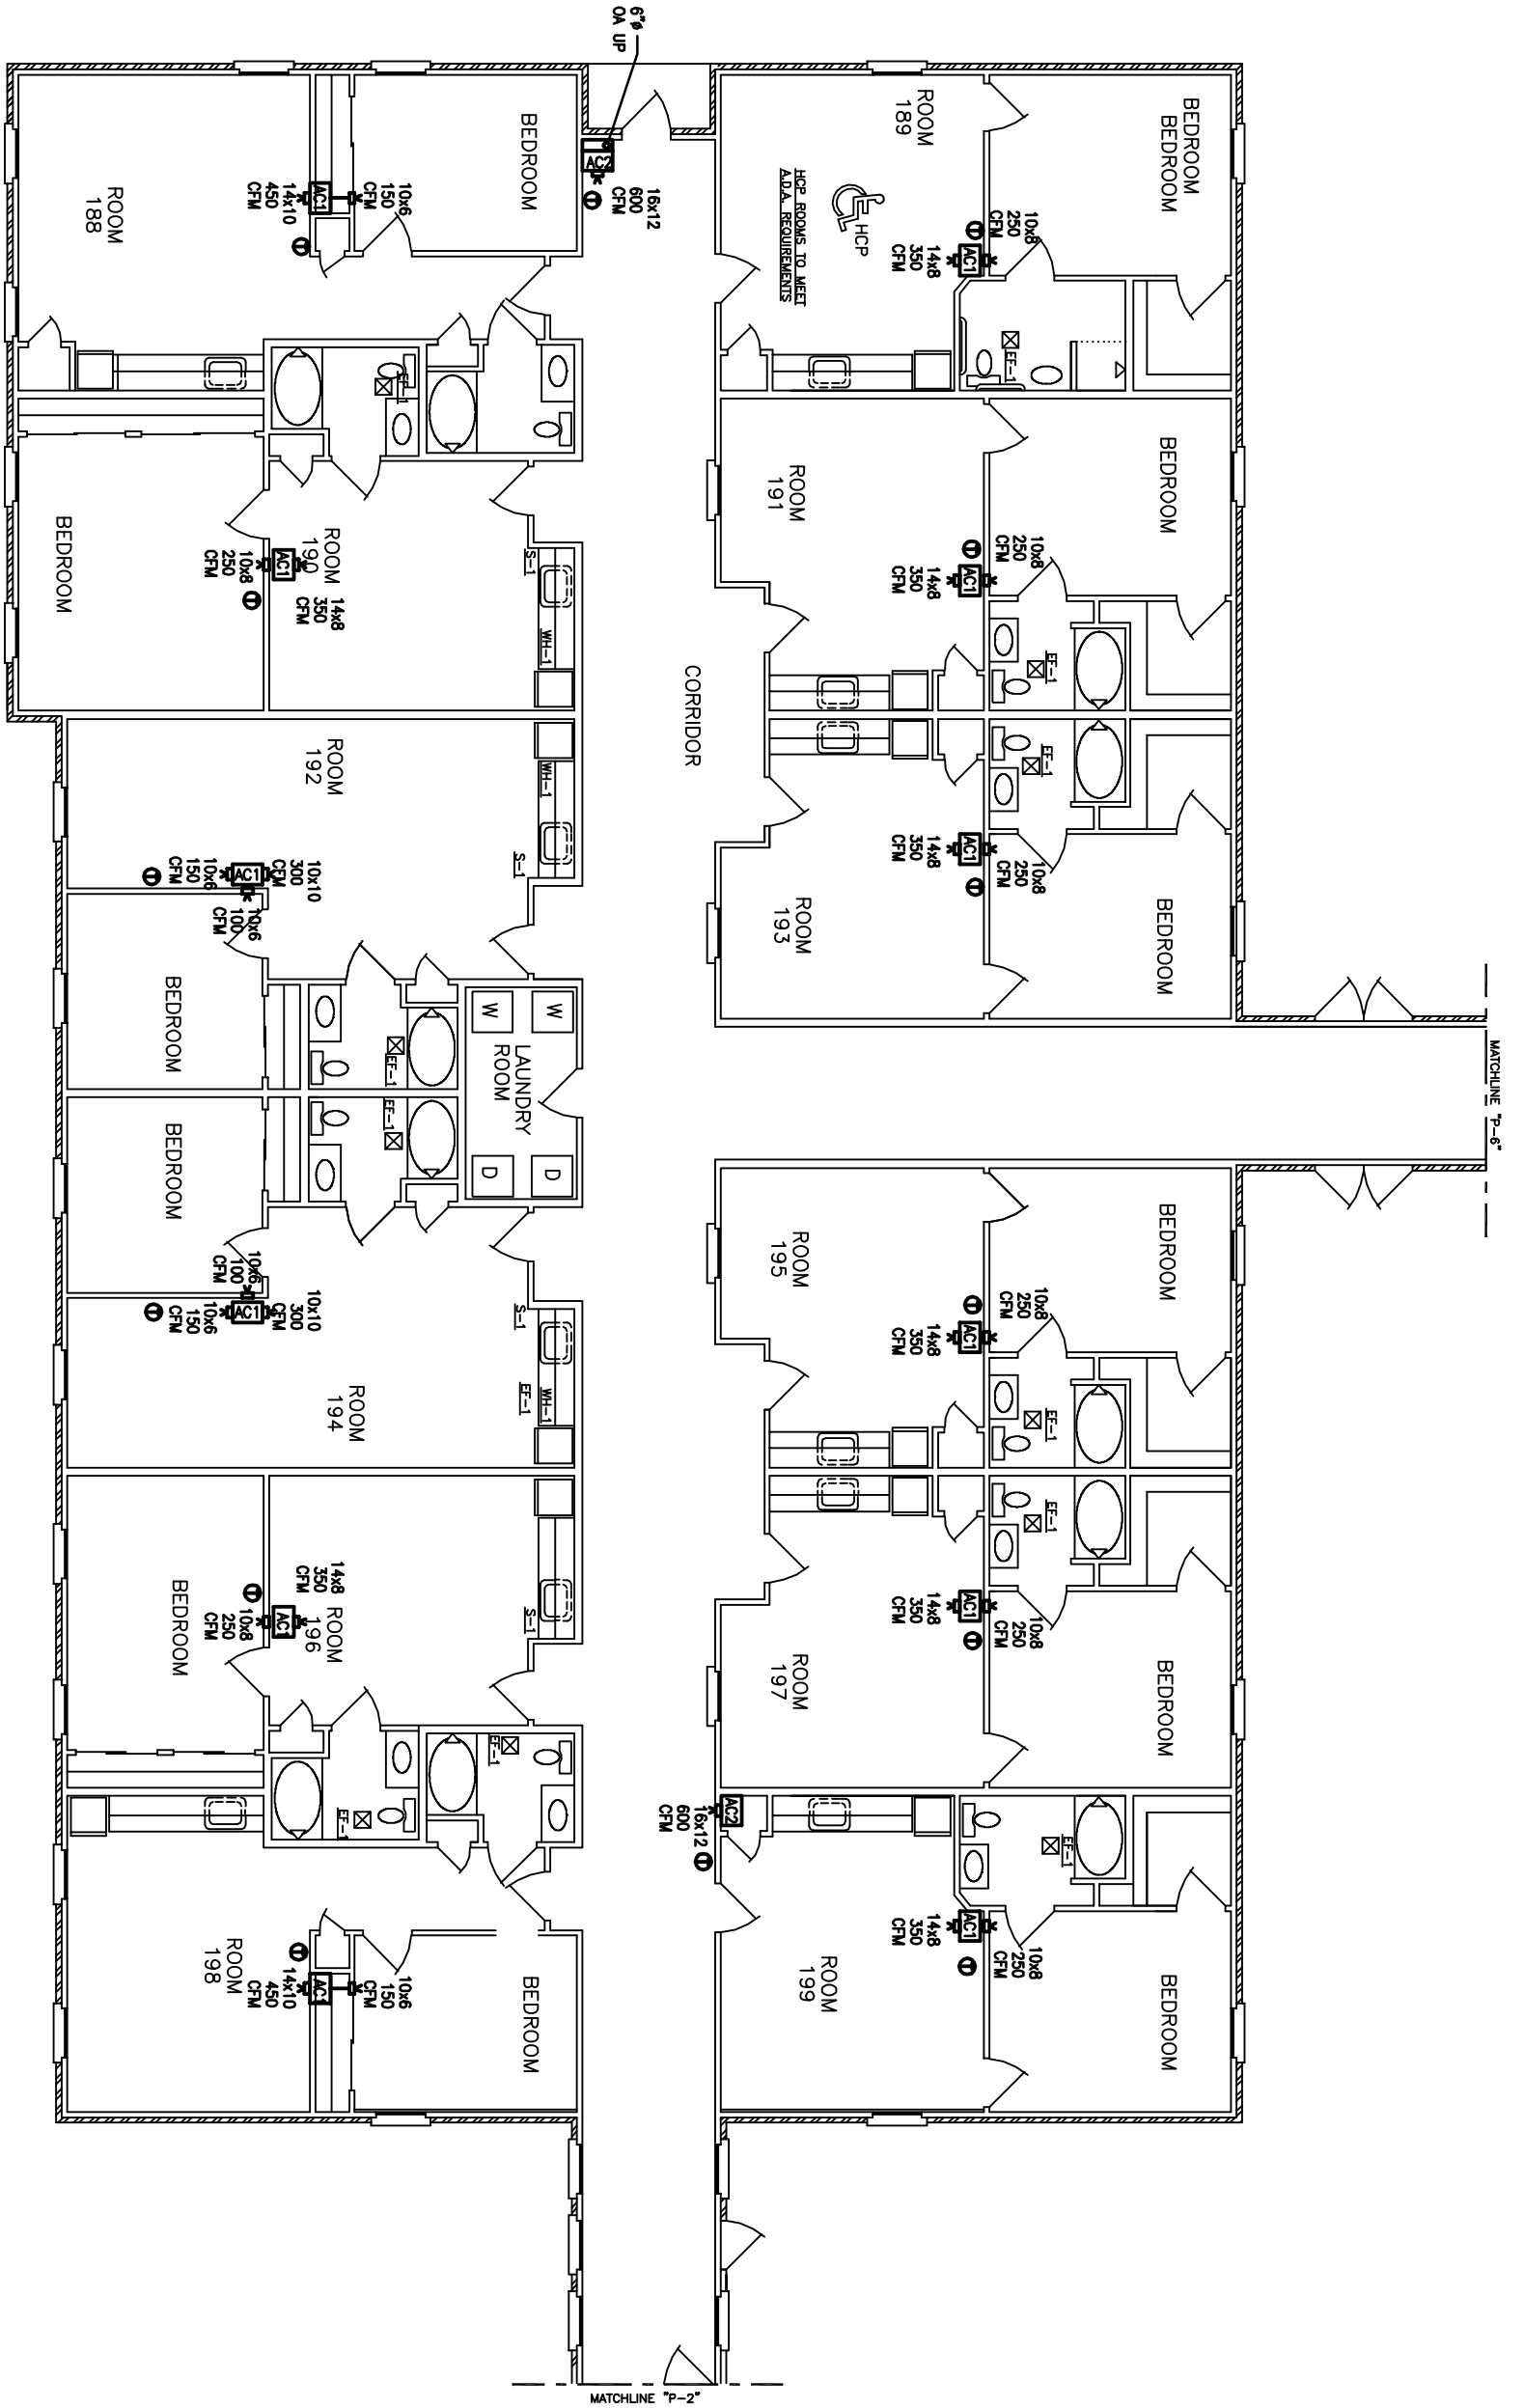 6"ø
OA UP
AC2
16x12
600
CFM
BEDROOM
10x6
150
CFM
AC1
14x10
450
CFM
ROOM
188
ROOM
189
BEDROOM
BEDROOM
10x8
250
CFM
AC1
14x8
350
CFM
HCP
HCP ROOMS TO MEET
A.D.A. REQUIREMENTS
EF-1
EF-1
BEDROOM
ROOM
190
AC1
10x8
250
CFM
14x8
350
CFM
S-1
WH-1
ROOM
191
BEDROOM
10x8
250
CFM
AC1
14x8
350
CFM
EF-1
CORRIDOR
ROOM
192
WH-1
S-1
10x10
300
CFM
AC1
10x6
150
CFM
10x6
100
CFM
BEDROOM
EF-1
ROOM
193
BEDROOM
10x8
250
CFM
AC1
14x8
350
CFM
EF-1
MATCHLINE "P-6"
W
W
LAUNDRY
ROOM
D
D
BEDROOM
EF-1
10x6
100
CFM
10x10
300
CFM
AC1
10x6
150
CFM
ROOM
194
S-1
EF-1
WH-1
ROOM
195
BEDROOM
10x8
250
CFM
AC1
14x8
350
CFM
EF-1
BEDROOM
ROOM
196
14x8
350
CFM
AC1
10x8
250
CFM
S-1
EF-1
ROOM
197
BEDROOM
10x8
250
CFM
AC1
14x8
350
CFM
EF-1
AC2
16x12
600
CFM
EF-1
ROOM
198
AC1
14x10
450
CFM
10x6
150
CFM
BEDROOM
EF-1
ROOM
199
AC1
14x8
350
CFM
10x8
250
CFM
BEDROOM
MATCHLINE "P-2"
T
T
T
T
T
T
T
T
T
T
T
T
T
T